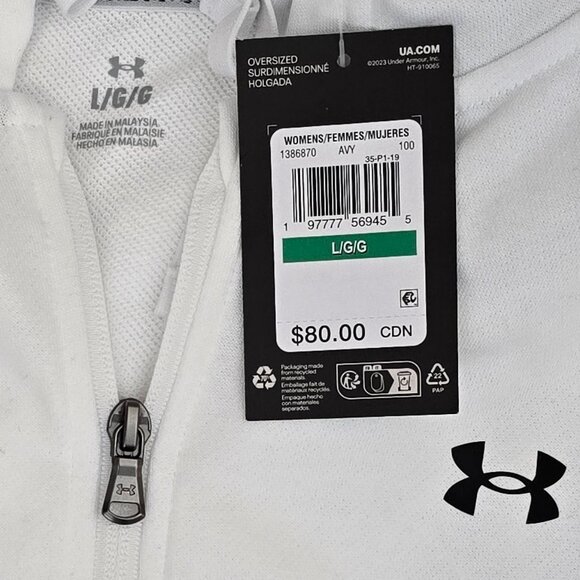 L/G/G
MADE IN MALAYSIA
FABRIQUÉ EN MALAISIE
HECHO EN MALASIA
OVERSIZED
SURDIMENSIONNÉ
HOLGADA
UA.COM
©2023 Under Armour, Inc.
HT-910065
WOMENS/FEMMES/MUJERES
1386870 AVY 100
35-P1-19
1 97777 56945 5
L/G/G
$80.00 CDN
Packaging made
from recycled
materials.
Emballage fait de
matériaux recyclés.
Empaque hecho
con materiales
separados.
22
PAP